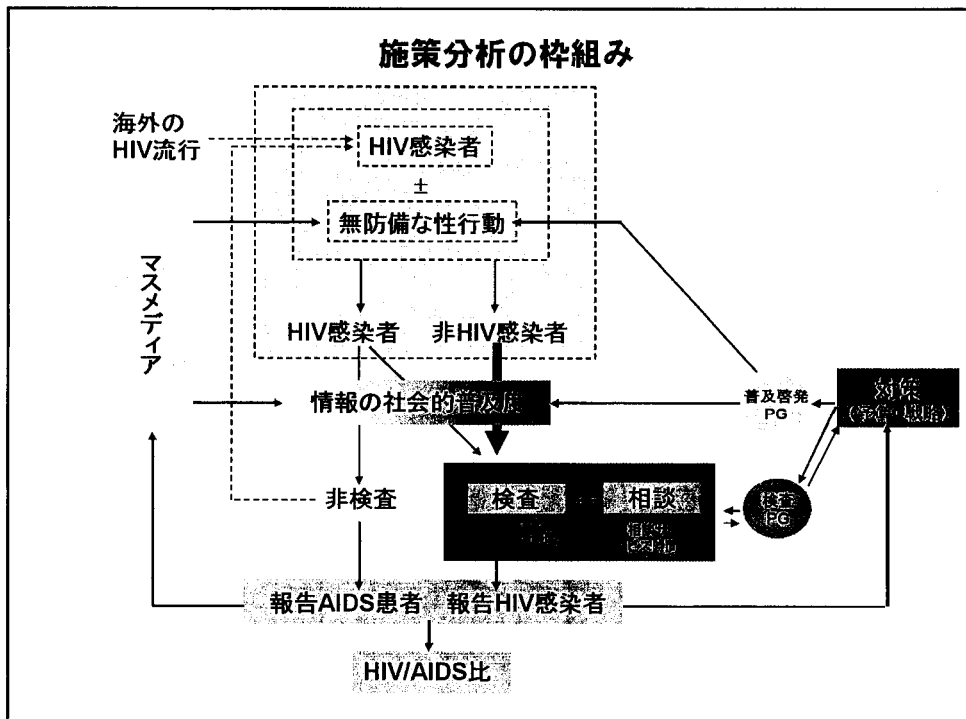 施策分析の枠組み
海外の
HIV流行
HIV感染者
±
無防備な性行動
マスメディア
HIV感染者
非HIV感染者
情報の社会的普及度
普及啓発
PG
対策
非検査
検査
相談
検査
PG
報告AIDS患者
報告HIV感染者
HIV/AIDS比